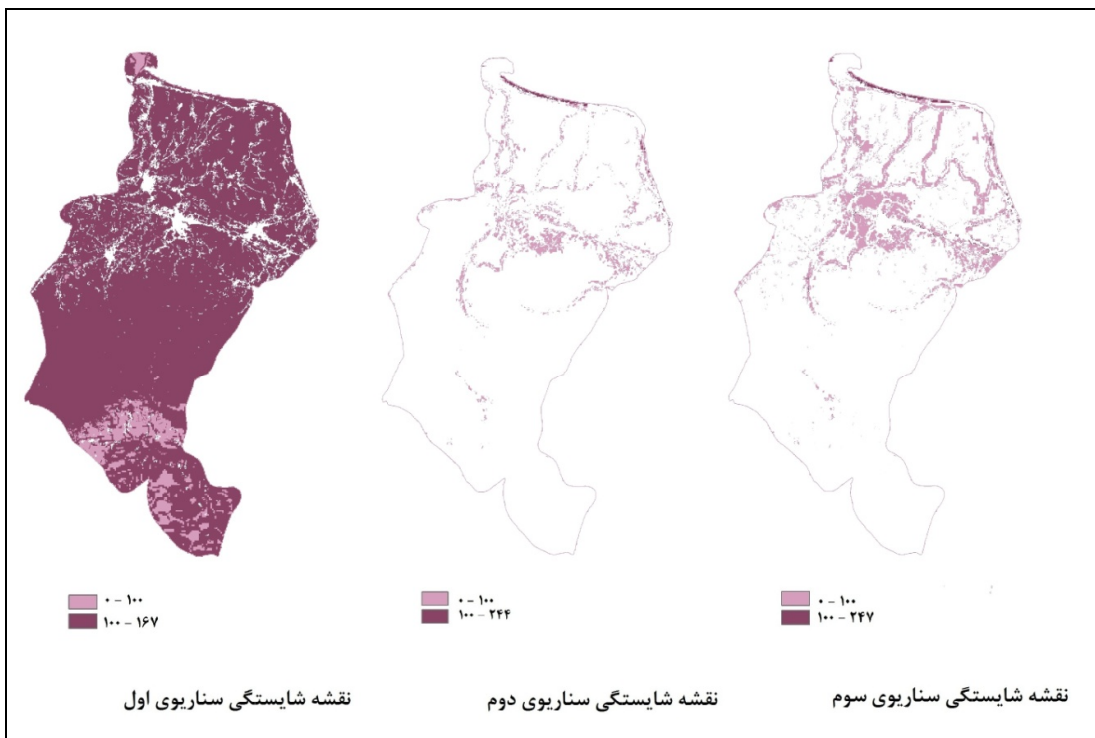 ۰ – ۱۰۰
۱۰۰ – ۱۶۷
۰ – ۱۰۰
۱۰۰ – ۲۴۴
۰ – ۱۰۰
۱۰۰ – ۲۴۷
نقشه شایستگی سناریوی اول
نقشه شایستگی سناریوی دوم
نقشه شایستگی سناریوی سوم